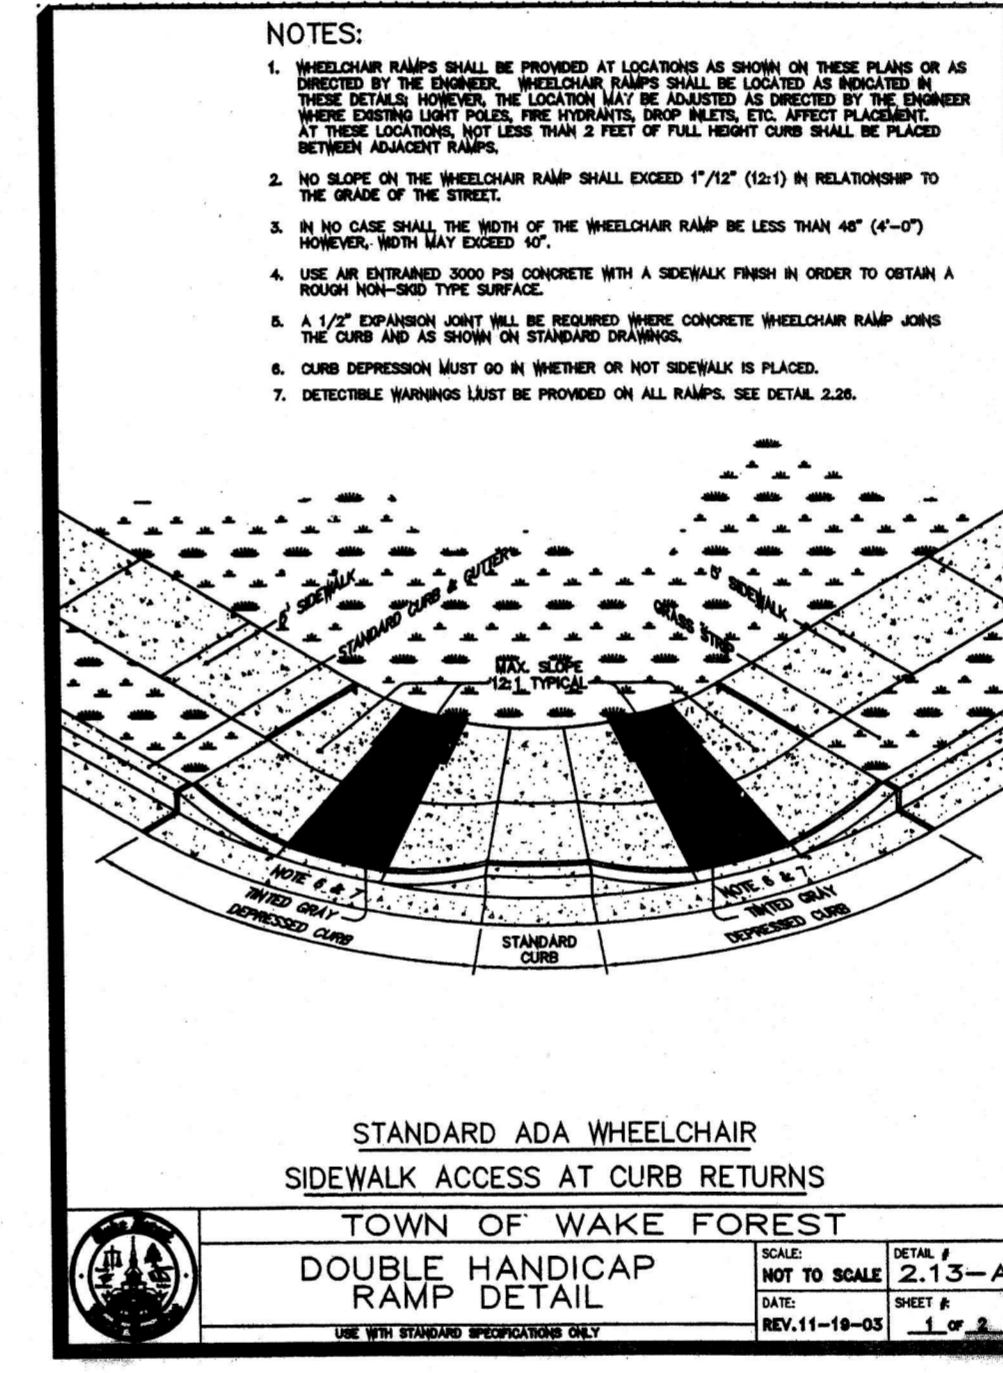 NOTES:
1. WHEELCHAIR RAMPS SHALL BE PROVIDED AT LOCATIONS AS SHOWN ON THESE PLANS OR AS
DIRECTED BY THE ENGINEER. WHEELCHAIR RAMPS SHALL BE LOCATED AS INDICATED IN
THESE DETAILS; HOWEVER, THE LOCATION MAY BE ADJUSTED AS DIRECTED BY THE ENGINEER
WHERE EXISTING LIGHT POLES, FIRE HYDRANTS, DROP INLETS, ETC. AFFECT PLACEMENT.
AT THESE LOCATIONS, NOT LESS THAN 2 FEET OF FULL HEIGHT CURB SHALL BE PLACED
BETWEEN ADJACENT RAMPS.
2. NO SLOPE ON THE WHEELCHAIR RAMP SHALL EXCEED 1"/12" (12:1) IN RELATIONSHIP TO
THE GRADE OF THE STREET.
3. IN NO CASE SHALL THE WIDTH OF THE WHEELCHAIR RAMP BE LESS THAN 48" (4'-0")
HOWEVER, WIDTH MAY EXCEED 40".
4. USE AIR ENTRAINED 3000 PSI CONCRETE WITH A SIDEWALK FINISH IN ORDER TO OBTAIN A
ROUGH NON-SKID TYPE SURFACE.
5. A 1/2" EXPANSION JOINT WILL BE REQUIRED WHERE CONCRETE WHEELCHAIR RAMP JOINS
THE CURB AND AS SHOWN ON STANDARD DRAWINGS.
6. CURB DEPRESSION MUST GO IN WHETHER OR NOT SIDEWALK IS PLACED.
7. DETECTIBLE WARNINGS MUST BE PROVIDED ON ALL RAMPS. SEE DETAIL 2.26.
SIDEWALK
STANDARD CURB & GUTTER
5' SIDEWALK
GRASS STRIP
MAX. SLOPE
12:1 TYPICAL
NOTE 6 & 7
TINTED GRAY
DEPRESSED CURB
STANDARD
CURB
NOTE 6 & 7
TINTED GRAY
DEPRESSED CURB
STANDARD ADA WHEELCHAIR
SIDEWALK ACCESS AT CURB RETURNS
TOWN OF WAKE FOREST
DOUBLE HANDICAP
RAMP DETAIL
USE WITH STANDARD SPECIFICATIONS ONLY
SCALE:
NOT TO SCALE
DETAIL #
2.13-A
DATE:
REV.11-19-03
SHEET #:
1 OF 2